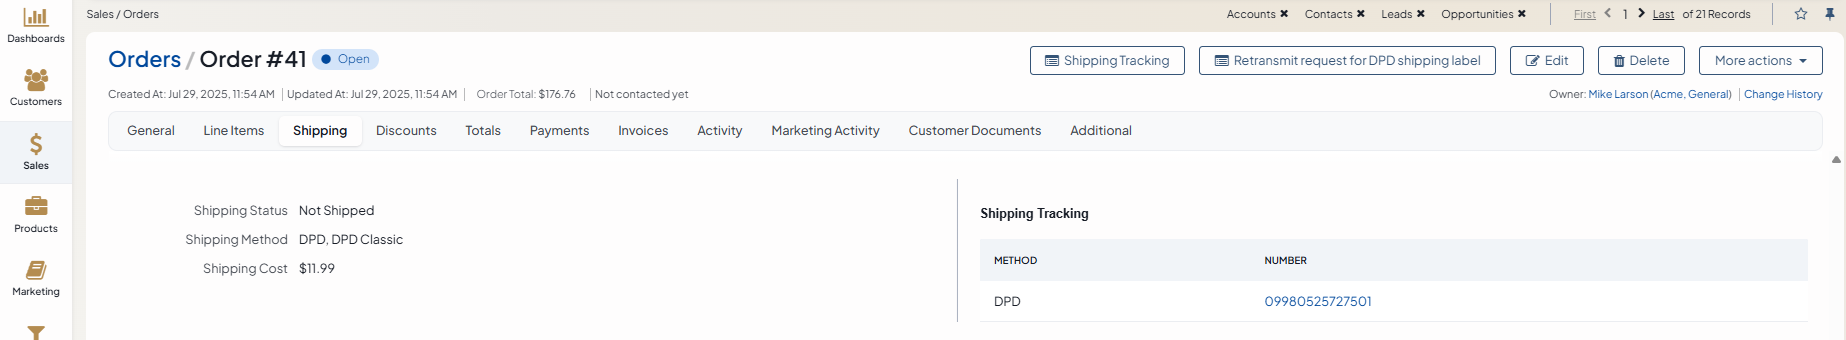 Dashboards
Customers
Sales
Products
Marketing
Sales / Orders
Accounts ✖ Contacts ✖ Leads ✖ Opportunities ✖
First 1 Last of 21 Records
Orders / Order #41 Open
Shipping Tracking Retransmit request for DPD shipping label Edit Delete More actions
Created At: Jul 29, 2025, 11:54 AM Updated At: Jul 29, 2025, 11:54 AM Order Total: $176.76 Not contacted yet
Owner: Mike Larson (Acme, General) Change History
General Line Items Shipping Discounts Totals Payments Invoices Activity Marketing Activity Customer Documents Additional
Shipping Status Not Shipped
Shipping Method DPD, DPD Classic
Shipping Cost $11.99
Shipping Tracking
METHOD NUMBER
DPD 09980525727501